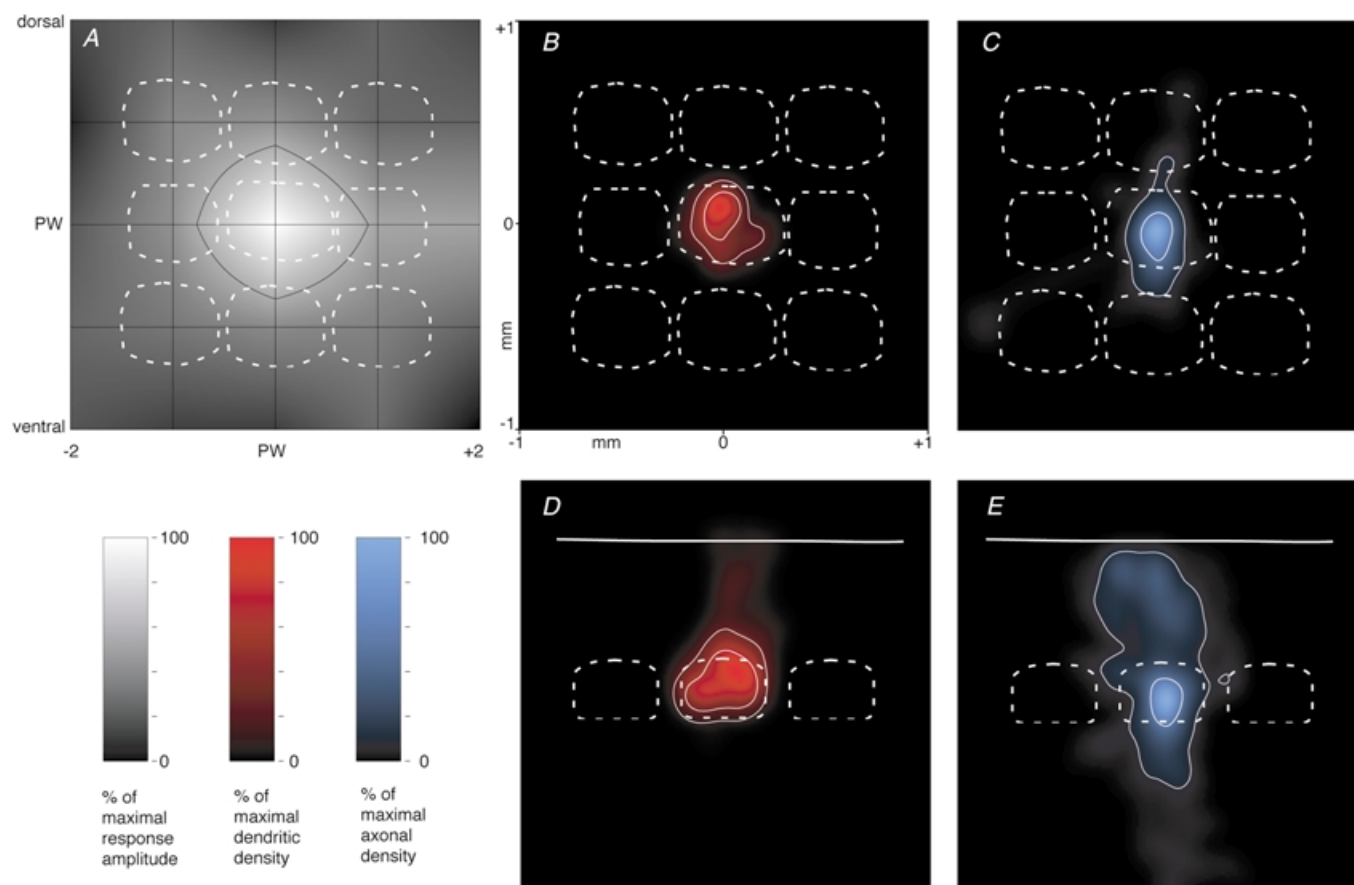 dorsal
A
PW
ventral
-2
PW
+2
+1
B
0
mm
-1
-1
mm
0
+1
C
100
0
% of
maximal
response
amplitude
100
0
% of
maximal
dendritic
density
100
0
% of
maximal
axonal
density
D
E